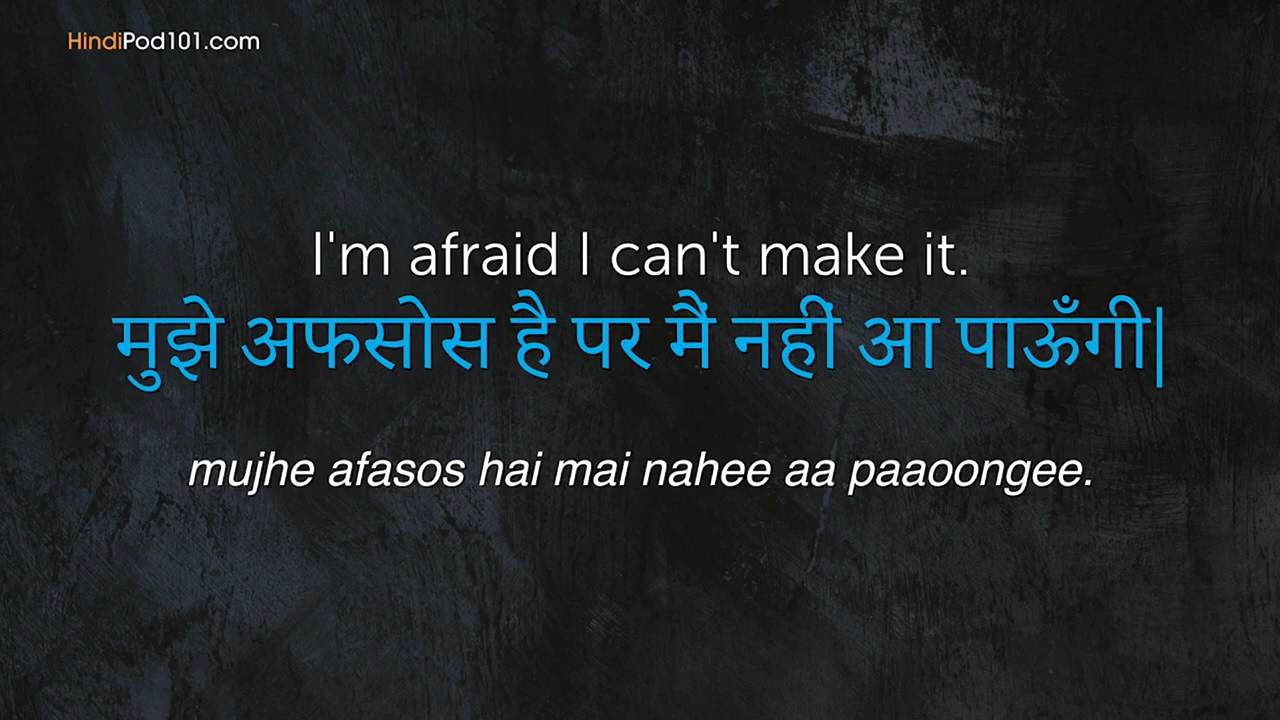 HindiPod101.com
I'm afraid I can't make it.
मुझे अफसोस है पर मैं नहीं आ पाऊँगी|
mujhe afasos hai mai nahee aa paaoongee.